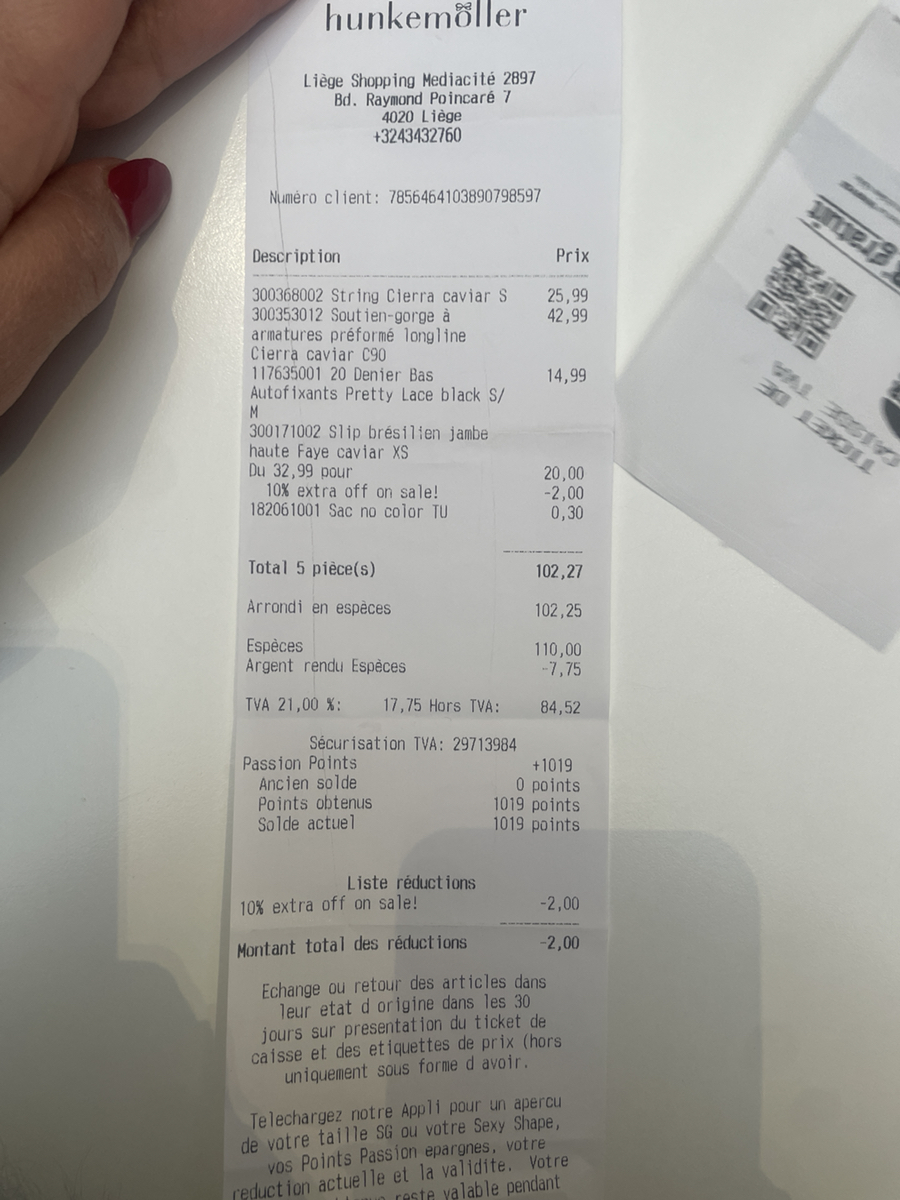 hunkemöller
Liège Shopping Mediacité 2897
Bd. Raymond Poincaré 7
4020 Liège
+3243432760
Numéro client: 7856464103890798597
Description Prix
300368002 String Cierra caviar S 25,99
300353012 Soutien-gorge à 42,99
armatures préformé longline
Cierra caviar C90
117635001 20 Denier Bas 14,99
Autofixants Pretty Lace black S/
M
300171002 Slip brésilien jambe
haute Faye caviar XS
Du 32,99 pour 20,00
10% extra off on sale! -2,00
182061001 Sac no color TU 0,30
Total 5 pièce(s) 102,27
Arrondi en espèces 102,25
Espèces 110,00
Argent rendu Espèces -7,75
TVA 21,00 %: 17,75 Hors TVA: 84,52
Sécurisation TVA: 29713984
Passion Points +1019
Ancien solde 0 points
Points obtenus 1019 points
Solde actuel 1019 points
Liste réductions
10% extra off on sale! -2,00
Montant total des réductions -2,00
Echange ou retour des articles dans
leur etat d origine dans les 30
jours sur presentation du ticket de
caisse et des etiquettes de prix (hors
uniquement sous forme d avoir.
Telechargez notre Appli pour un apercu
de votre taille SG ou votre Sexy Shape,
vos Points Passion epargnes, votre
reduction actuelle et la validite. Votre
reste valable pendant
gratuit
TICKET DE
CAISSE TVA